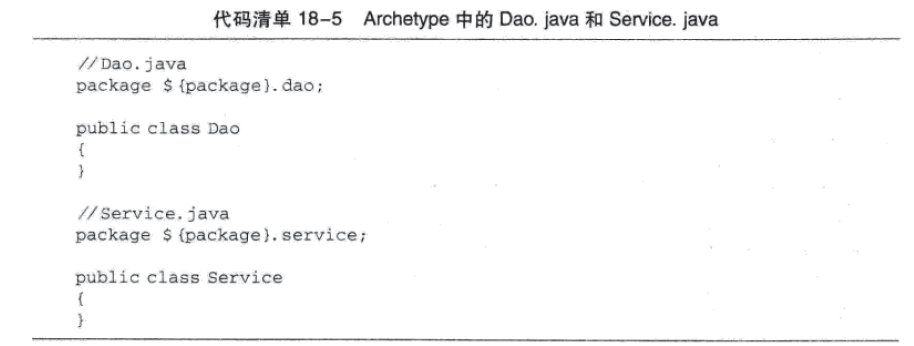 代码清单 18-5 Archetype 中的 Dao. java 和 Service. java
//Dao.java
package ${package}.dao;
public class Dao
{
}
//Service.java
package ${package}.service;
public class Service
{
}